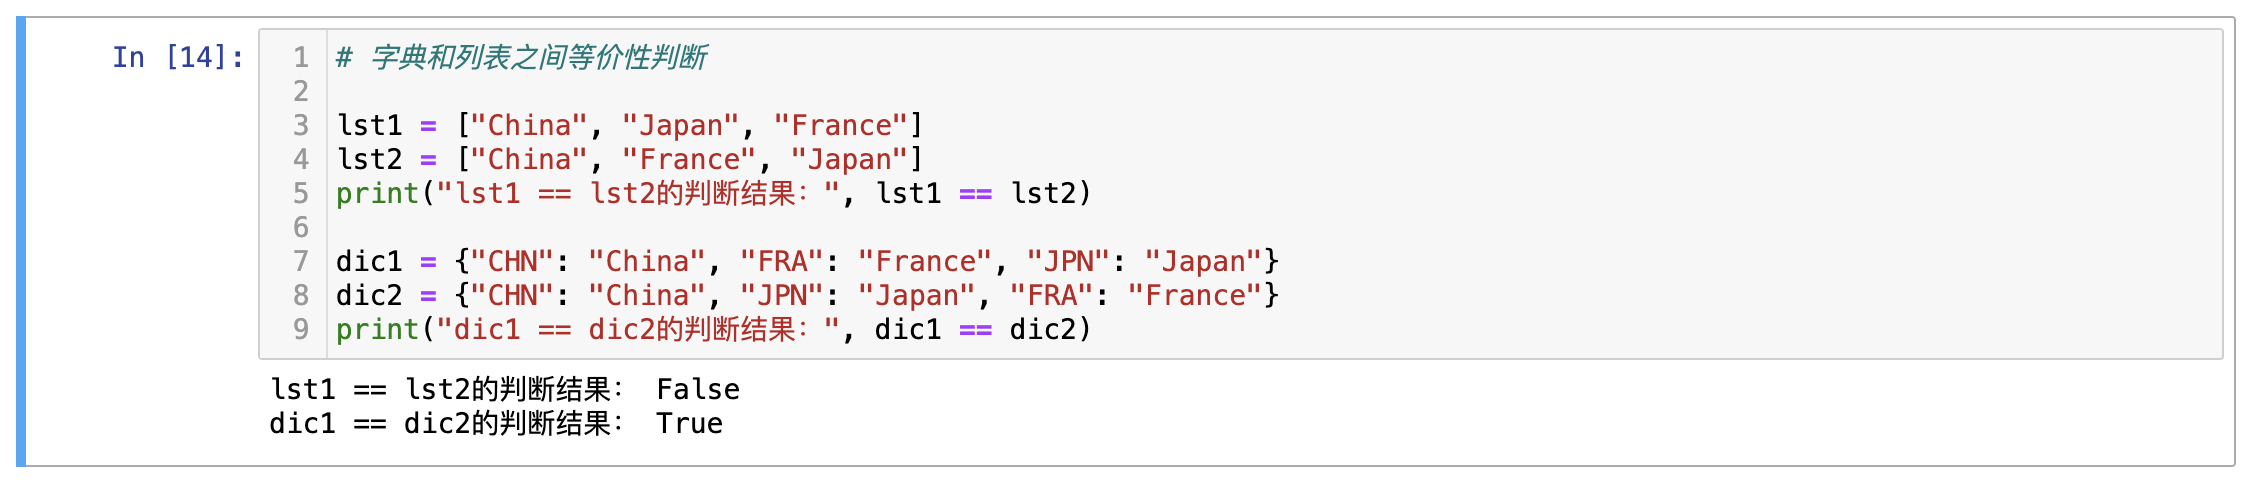 In [14]:
1 # 字典和列表之间等价性判断
2
3 lst1 = ["China", "Japan", "France"]
4 lst2 = ["China", "France", "Japan"]
5 print("lst1 == lst2的判断结果：", lst1 == lst2)
6
7 dic1 = {"CHN": "China", "FRA": "France", "JPN": "Japan"}
8 dic2 = {"CHN": "China", "JPN": "Japan", "FRA": "France"}
9 print("dic1 == dic2的判断结果：", dic1 == dic2)
lst1 == lst2的判断结果： False
dic1 == dic2的判断结果： True